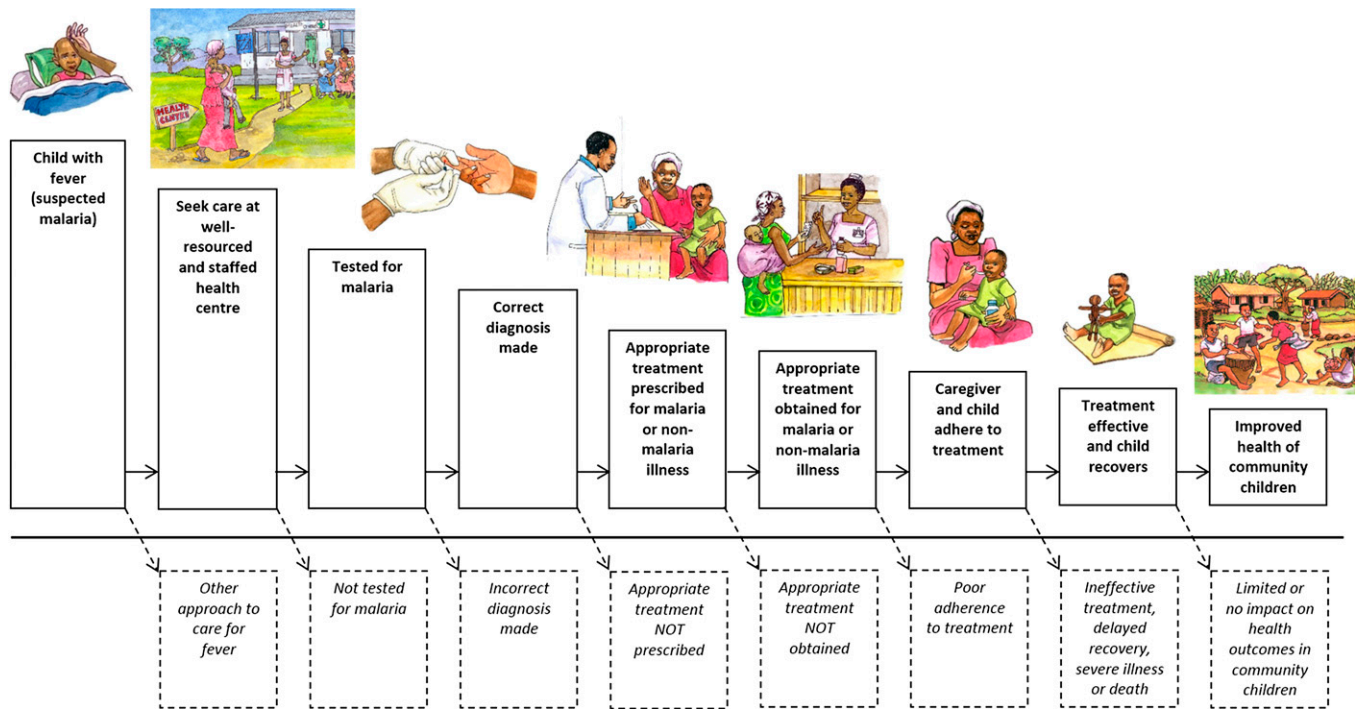 HEALTH
CENTRE
Child with
fever
(suspected
malaria)
Seek care at
well-
resourced
and staffed
health
centre
Tested for
malaria
Correct
diagnosis
made
Appropriate
treatment
prescribed
for malaria
or non-
malaria
illness
Appropriate
treatment
obtained for
malaria or
non-malaria
illness
Caregiver
and child
adhere to
treatment
Treatment
effective
and child
recovers
Improved
health of
community
children
Other
approach to
care for
fever
Not tested
for malaria
Incorrect
diagnosis
made
Appropriate
treatment
NOT
prescribed
Appropriate
treatment
NOT
obtained
Poor
adherence
to treatment
Ineffective
treatment,
delayed
recovery,
severe illness
or death
Limited or
no impact on
health
outcomes in
community
children